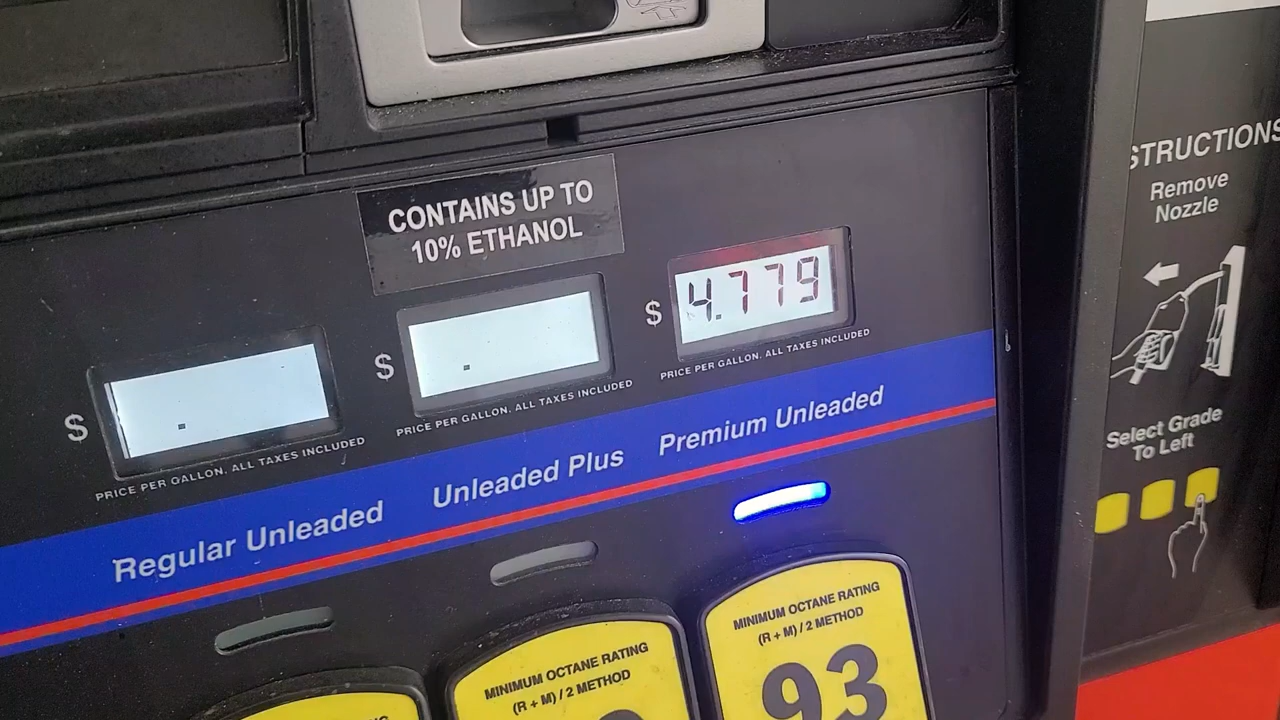 CONTAINS UP TO
10% ETHANOL
$
$
$ 4.779
PRICE PER GALLON. ALL TAXES INCLUDED
PRICE PER GALLON. ALL TAXES INCLUDED
PRICE PER GALLON. ALL TAXES INCLUDED
Regular Unleaded
Unleaded Plus
Premium Unleaded
MINIMUM OCTANE RATING
(R + M) / 2 METHOD
MINIMUM OCTANE RATING
(R + M) / 2 METHOD
93
STRUCTIONS
Remove
Nozzle
Select Grade
To Left